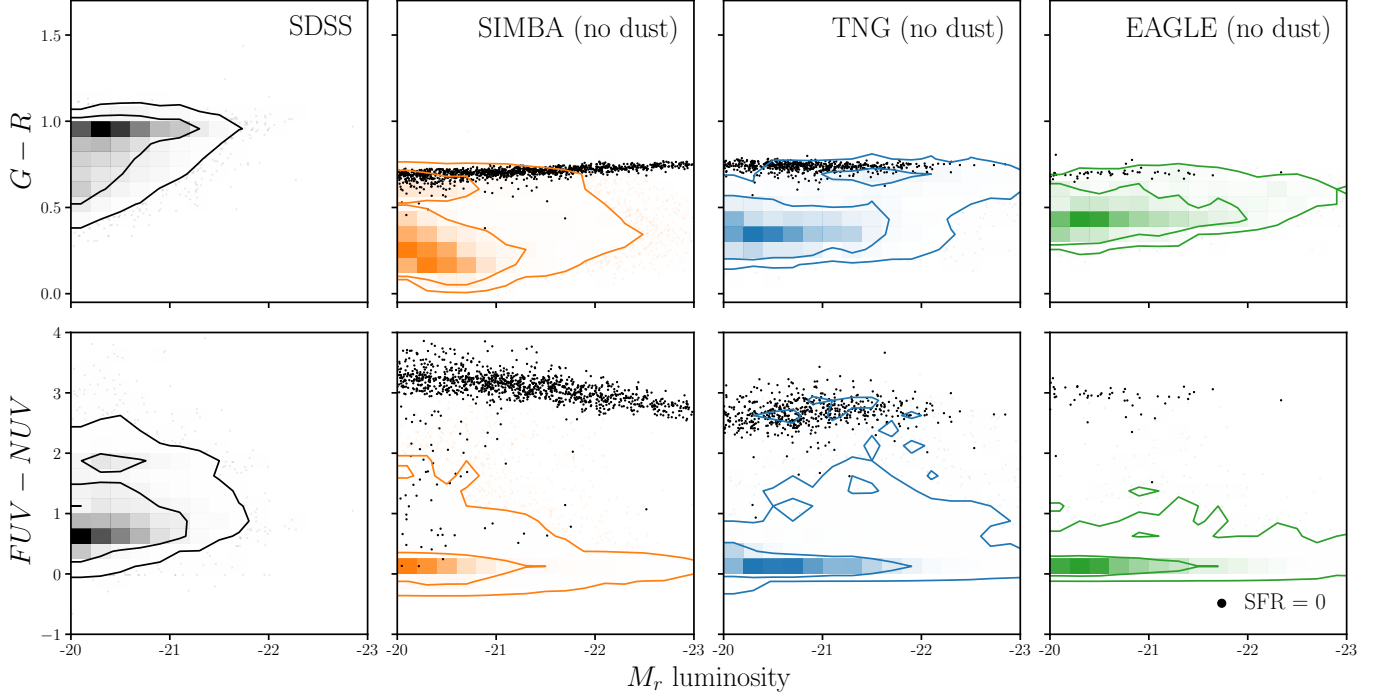 SDSS
SIMBA (no dust)
TNG (no dust)
EAGLE (no dust)
G − R
1.5
1.0
0.5
0.0
FUV − NUV
4
3
2
1
0
−1
SFR = 0
-20 -21 -22 -23
-20 -21 -22 -23
-20 -21 -22 -23
-20 -21 -22 -23
M_r luminosity